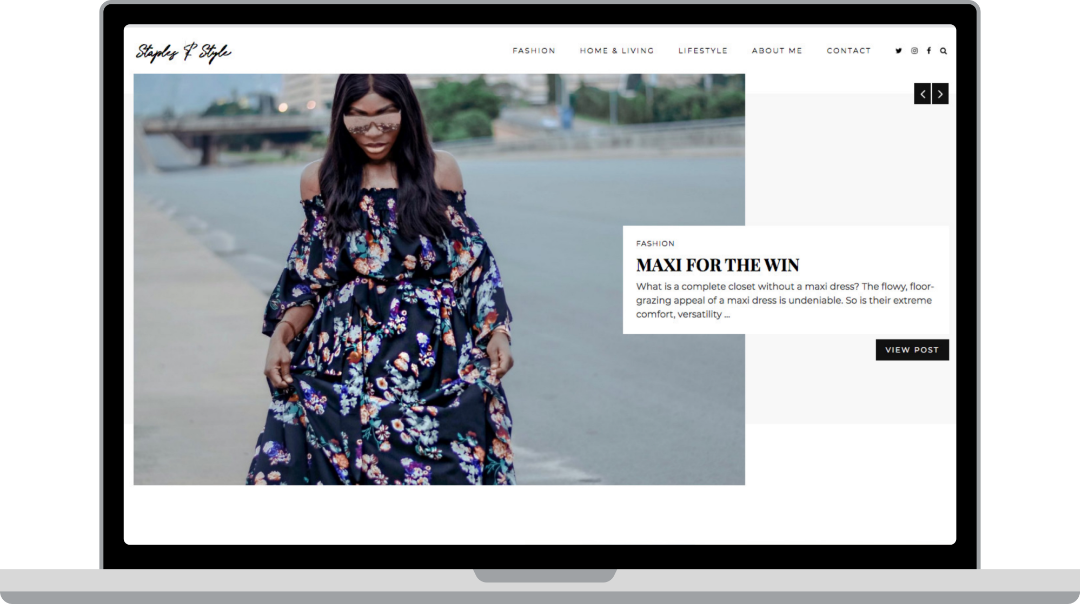 Staples & Style
FASHION HOME & LIVING LIFESTYLE ABOUT ME CONTACT
FASHION
MAXI FOR THE WIN
What is a complete closet without a maxi dress? The flowy, floor-
grazing appeal of a maxi dress is undeniable. So is their extreme
comfort, versatility ...
VIEW POST